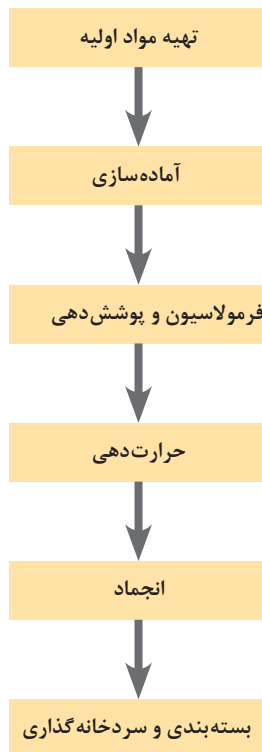 تهیه مواد اولیه
آماده‌سازی
فرمولاسیون و پوشش‌دهی
حرارت‌دهی
انجماد
بسته‌بندی و سردخانه‌گذاری